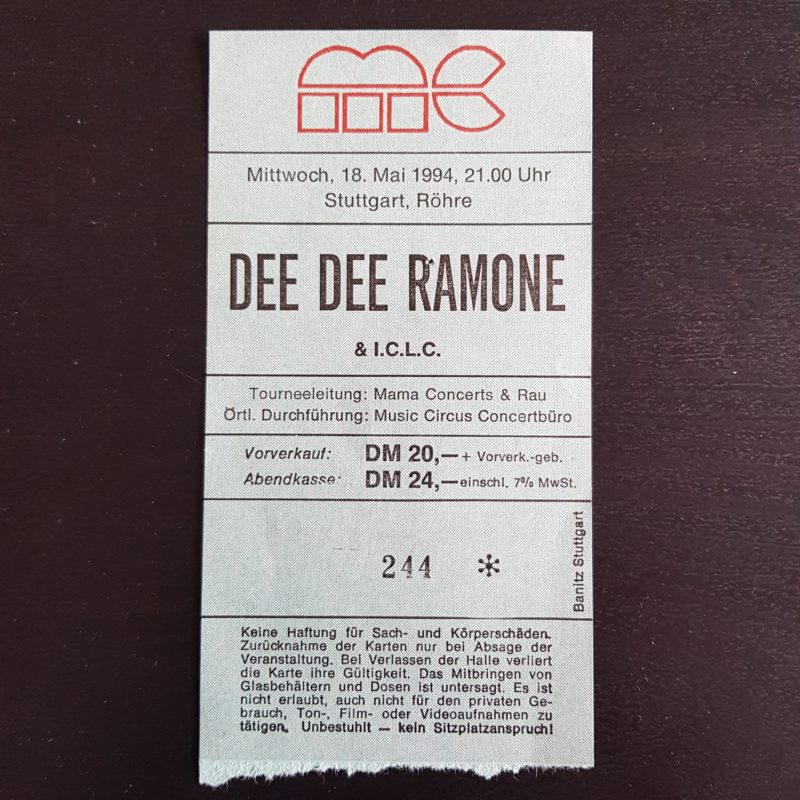 mc
Mittwoch, 18. Mai 1994, 21.00 Uhr
Stuttgart, Röhre
DEE DEE RAMONE
& I.C.L.C.
Tourneeleitung: Mama Concerts & Rau
Örtl. Durchführung: Music Circus Concertbüro
Vorverkauf: DM 20,— + Vorverk.-geb.
Abendkasse: DM 24,— einschl. 7% MwSt.
244 *
Banitz Stuttgart
Keine Haftung für Sach- und Körperschäden.
Zurücknahme der Karten nur bei Absage der
Veranstaltung. Bei Verlassen der Halle verliert
die Karte ihre Gültigkeit. Das Mitbringen von
Glasbehältern und Dosen ist untersagt. Es ist
nicht erlaubt, auch nicht für den privaten Ge-
brauch, Ton-, Film- oder Videoaufnahmen zu
tätigen. Unbestuhlt — kein Sitzplatzanspruch!